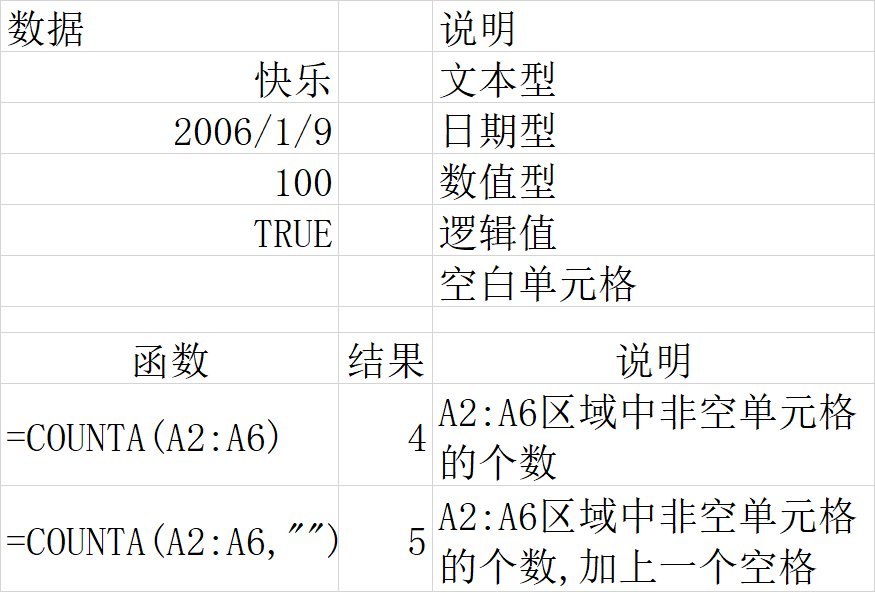 数据 说明
快乐 文本型
2006/1/9 日期型
100 数值型
TRUE 逻辑值
空白单元格
函数 结果 说明
=COUNTA(A2:A6) 4 A2:A6区域中非空单元格
的个数
=COUNTA(A2:A6,"") 5 A2:A6区域中非空单元格
的个数,加上一个空格